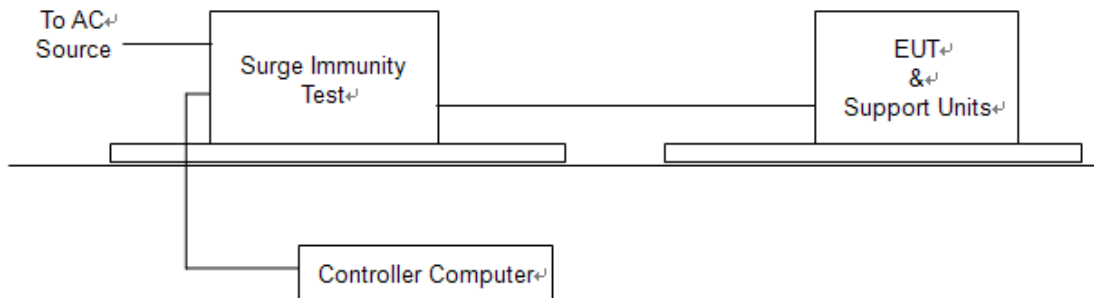 To AC↵
Source
Surge Immunity
Test↵
EUT↵
&↵
Support Units↵
Controller Computer↵